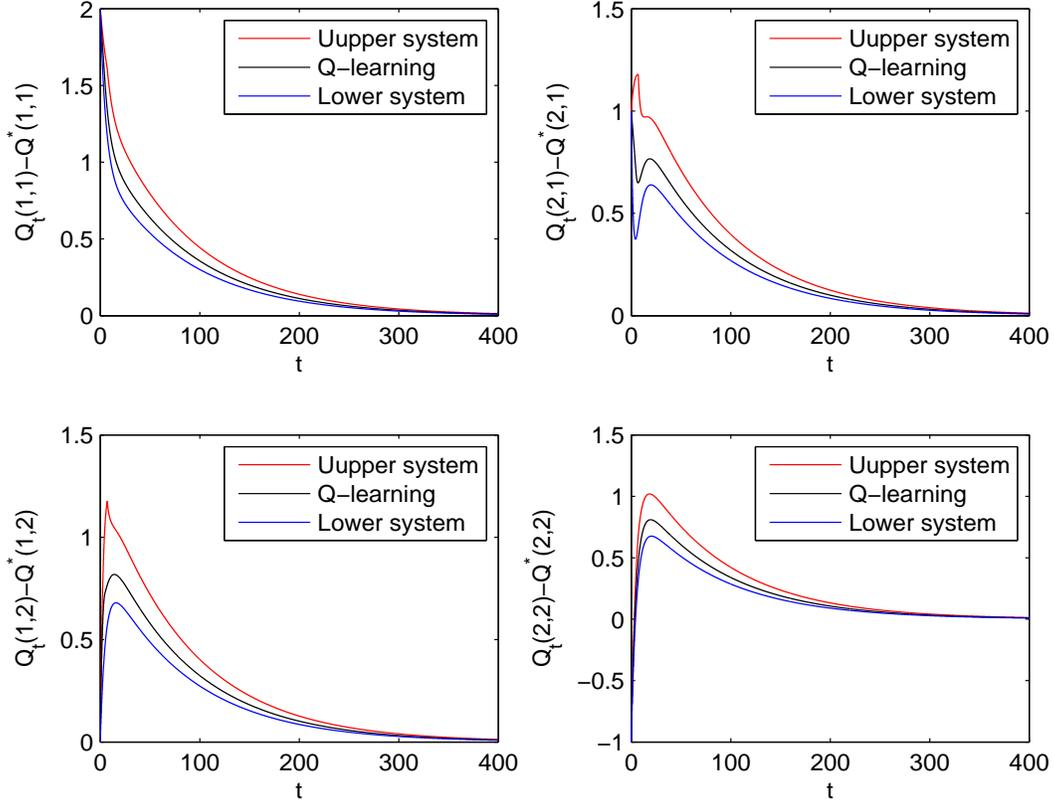 2
1.5
1
0.5
0
0
100
200
300
400
t
Q_t(1,1)−Q^*(1,1)
Uupper system
Q−learning
Lower system
1.5
1
0.5
0
0
100
200
300
400
t
Q_t(2,1)−Q^*(2,1)
Uupper system
Q−learning
Lower system
1.5
1
0.5
0
0
100
200
300
400
t
Q_t(1,2)−Q^*(1,2)
Uupper system
Q−learning
Lower system
1.5
1
0.5
0
−0.5
−1
0
100
200
300
400
t
Q_t(2,2)−Q^*(2,2)
Uupper system
Q−learning
Lower system